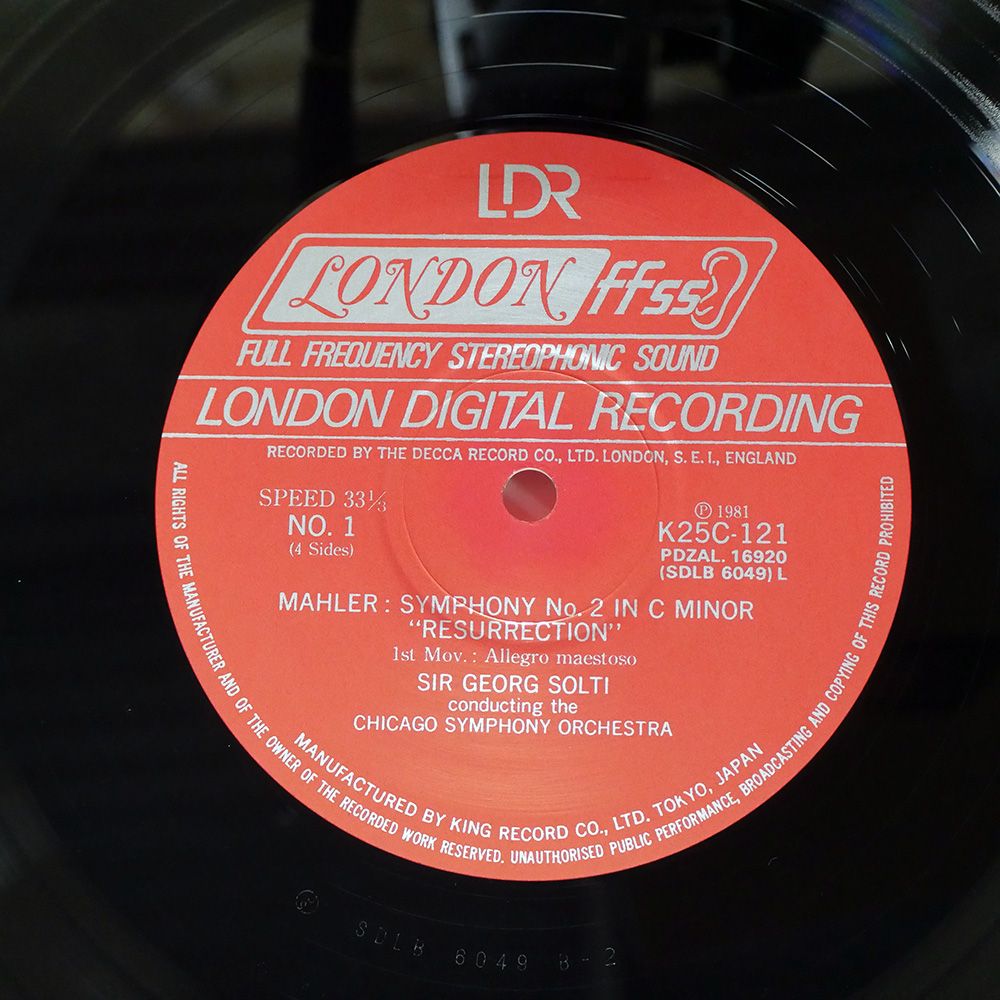 LDR
LONDON ffss
FULL FREQUENCY STEREOPHONIC SOUND
LONDON DIGITAL RECORDING
RECORDED BY THE DECCA RECORD CO., LTD. LONDON, S. E. I., ENGLAND
SPEED 33⅓
NO. 1
(4 Sides)
Ⓟ 1981
K25C-121
PDZAL. 16920
(SDLB 6049) L
MAHLER : SYMPHONY No. 2 IN C MINOR
"RESURRECTION"
1st Mov. : Allegro maestoso
SIR GEORG SOLTI
conducting the
CHICAGO SYMPHONY ORCHESTRA
MANUFACTURED BY KING RECORD CO., LTD. TOKYO, JAPAN
ALL RIGHTS OF THE MANUFACTURER AND OF THE OWNER OF THE RECORDED WORK RESERVED. UNAUTHORISED PUBLIC PERFORMANCE, BROADCASTING AND COPYING OF THIS RECORD PROHIBITED
SDLB 6049 B-2